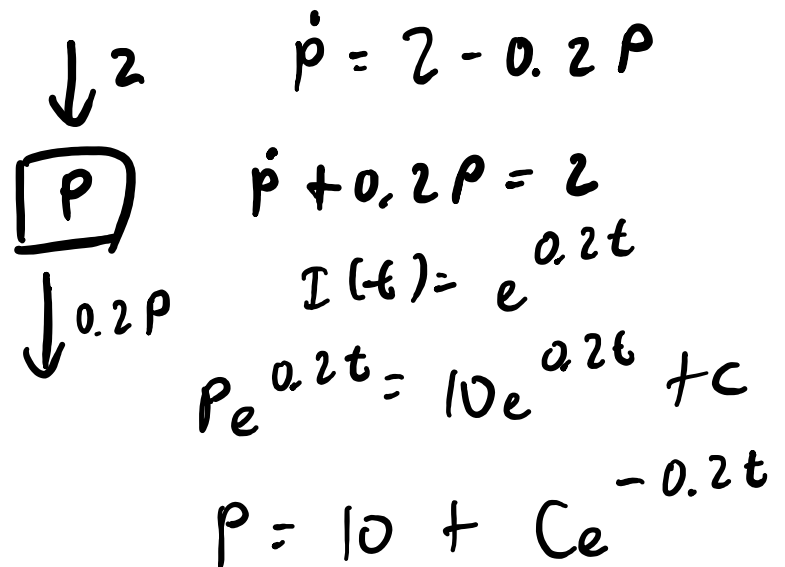 ↓ 2
P
↓ 0.2P
ṗ = 2 - 0.2P
ṗ + 0.2P = 2
I(t) = e^{0.2t}
Pe^{0.2t} = 10e^{0.2t} + C
P = 10 + Ce^{-0.2t}